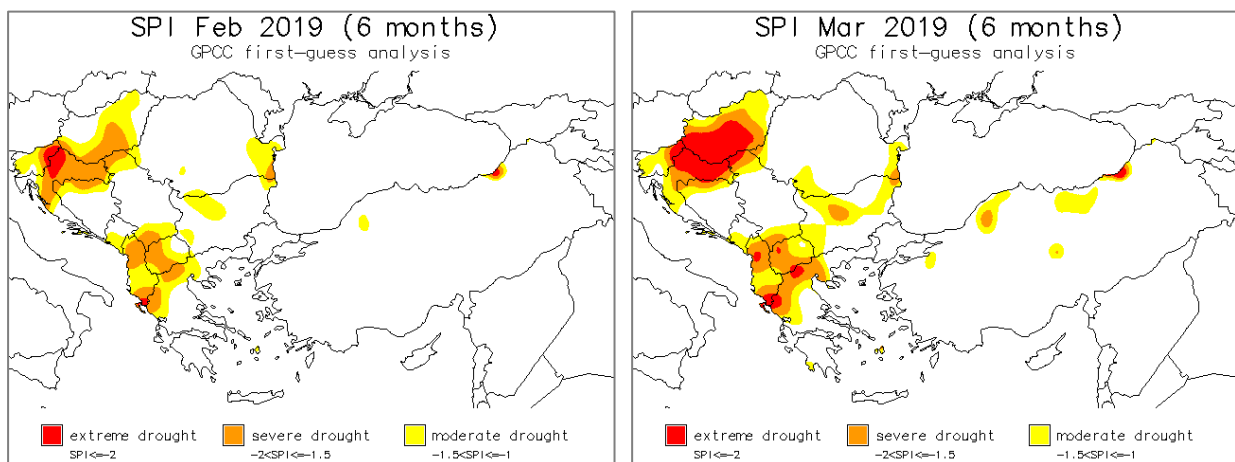 SPI Feb 2019 (6 months)
GPCC first-guess analysis
extreme drought
SPI<=-2
severe drought
-2<SPI<=-1.5
moderate drought
-1.5<SPI<=-1
SPI Mar 2019 (6 months)
GPCC first-guess analysis
extreme drought
SPI<=-2
severe drought
-2<SPI<=-1.5
moderate drought
-1.5<SPI<=-1